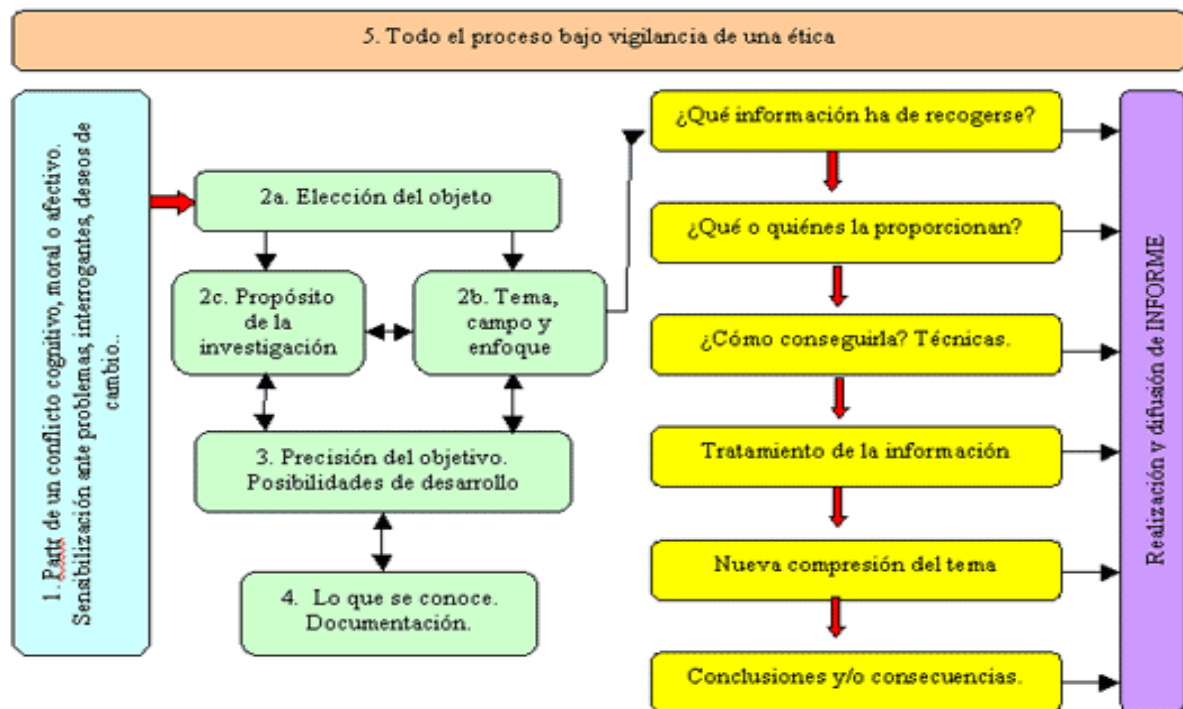 5. Todo el proceso bajo vigilancia de una ética
1. Partr de un conflicto cognitivo, moral o afectivo.
Sensibilización ante problemas, interrogantes, deseos de
cambio..
2a. Elección del objeto
2c. Propósito
de la
investigación
2b. Tema,
campo y
enfoque
3. Precisión del objetivo.
Posibilidades de desarrollo
4. Lo que se conoce.
Documentación.
¿Qué información ha de recogerse?
¿Qué o quiénes la proporcionan?
¿Cómo conseguirla? Técnicas.
Tratamiento de la información
Nueva compresión del tema
Conclusiones y/o consecuencias.
Realización y difusión de INFORME